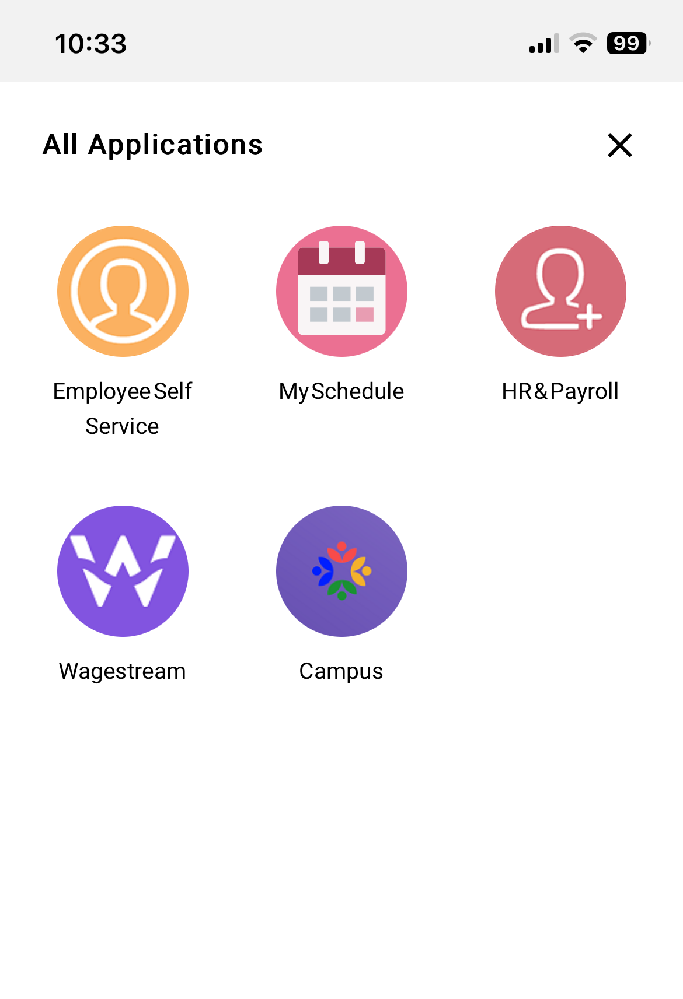 10:33
99
All Applications
Employee Self
Service
My Schedule
HR & Payroll
Wagestream
Campus